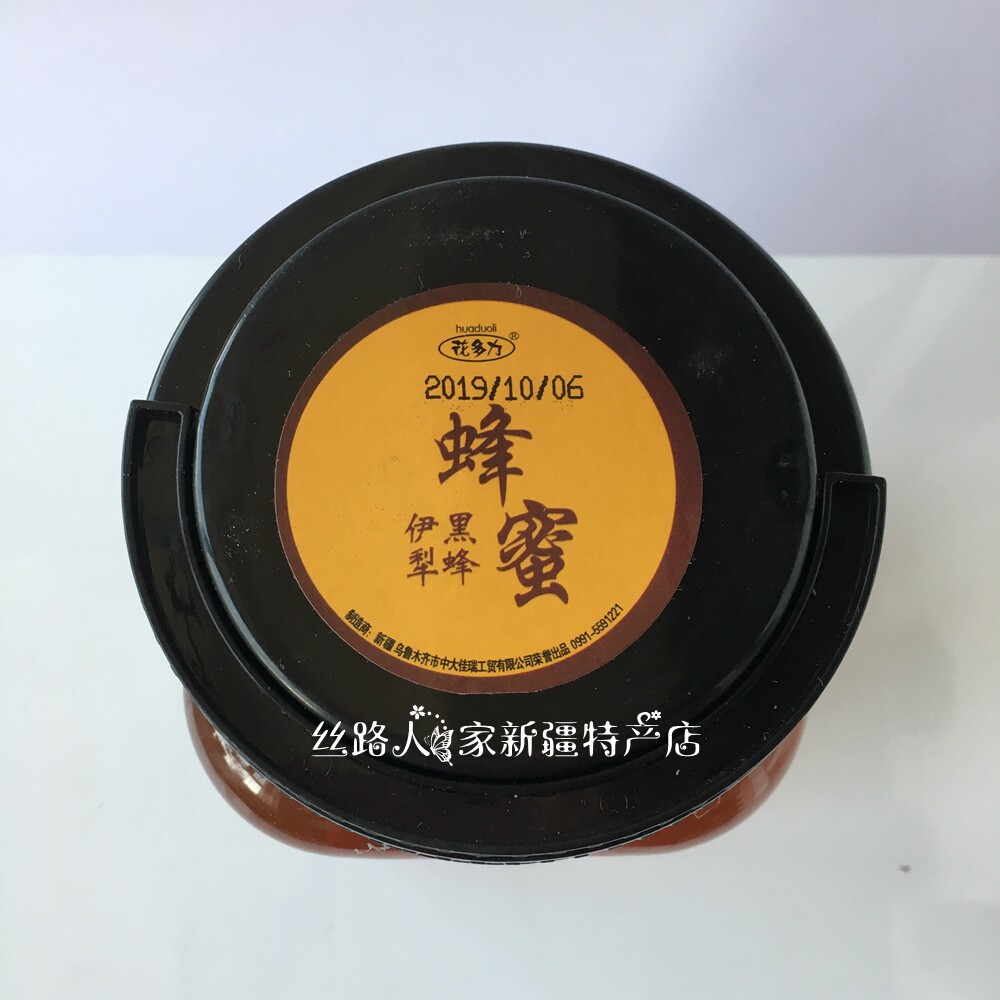 huaduoli
花多力®
2019/10/06
蜂蜜
伊犁
黑蜂
制造商：新疆乌鲁木齐市中大佳瑞工贸有限公司荣誉出品 0991-5591221
丝路人家新疆特产店